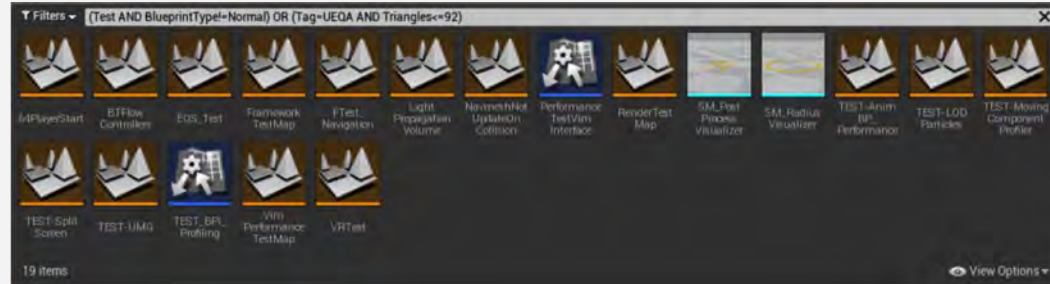 Filters (Test AND BlueprintType!=Normal) OR (Tag=UEQA AND Triangles<=92) X
64PlayerStart
BTFlow
Controllers
EQS_Test
Framework
TestMap
FTest_
Navigation
Light
Propagation
Volume
NavmeshNot
UpdateOn
Collision
Performance
TestVim
Interface
RenderTest
Map
SM_Post
Process
Visualizer
SM_Radius
Visualizer
TEST-Anim
BP_
Performance
TEST-LOD
Particles
TEST-Moving
Component
Profiler
TEST-Split
Screen
TEST-UMG
TEST_BPI_
Profiling
Vim
Performance
TestMap
VRTest
19 items
View Options